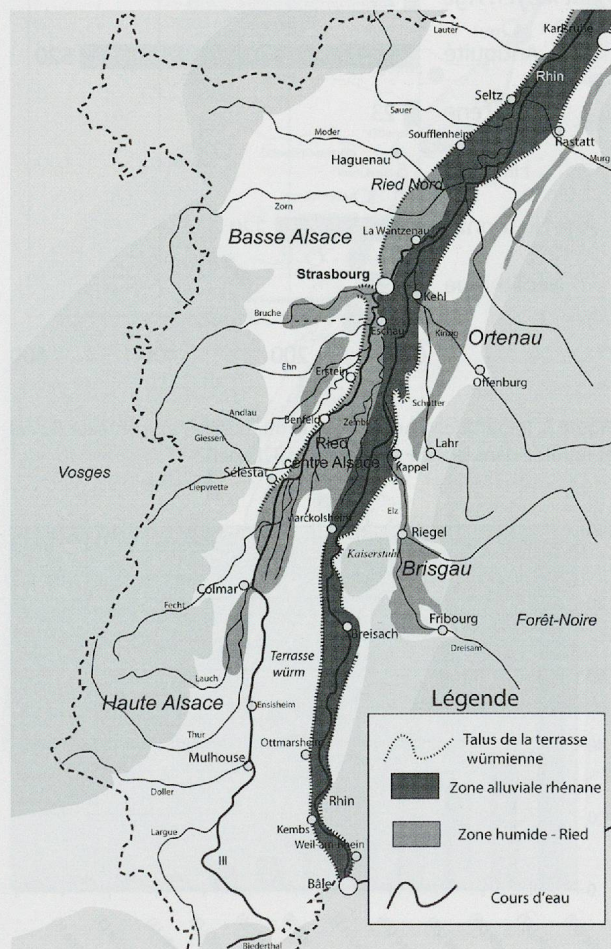 Lauter
Karlsruhe
Rhin
Seltz
Sauer
Soufflenheim
Rastatt
Murg
Moder
Haguenau
Ried Nord
Zorn
La Wantzenau
Basse Alsace
Strasbourg
Kehl
Bruche
Eschau
Kinzig
Ortenau
Ehn
Erstein
Offenburg
Andlau
Schutter
Benfeld
Zembs
Giessen
Ried
Lahr
centre Alsace
Kappel
Vosges
Sélestat
Liepvrette
Marckolsheim
Elz
Riegel
Kaiserstuhl
Brisgau
Colmar
Fecht
Fribourg
Forêt-Noire
Breisach
Dreisam
Terrasse
würm
Lauch
Haute Alsace
Ensisheim
Thur
Ottmarsheim
Mulhouse
Doller
Rhin
Kembs
Largue
Weil-am-Rhein
Ill
Bâle
Biederthal
Légende
Talus de la terrasse
würmienne
Zone alluviale rhénane
Zone humide - Ried
Cours d'eau